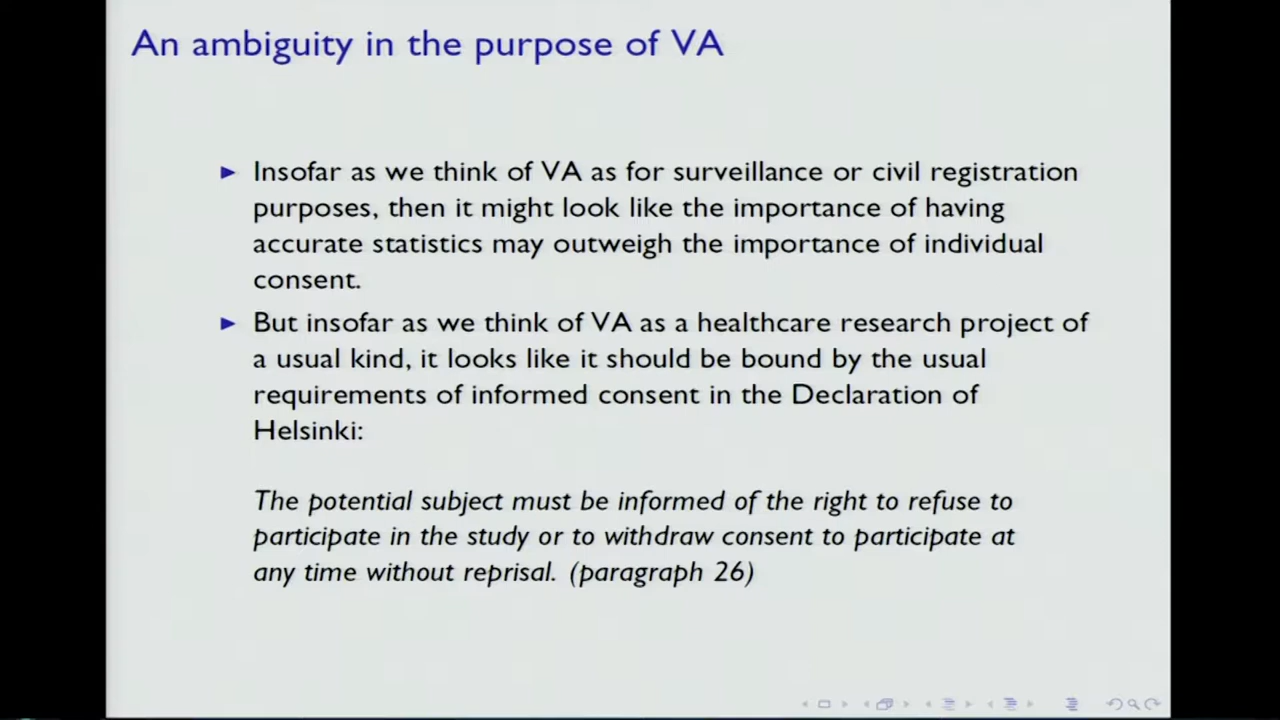 An ambiguity in the purpose of VA
Insofar as we think of VA as for surveillance or civil registration
purposes, then it might look like the importance of having
accurate statistics may outweigh the importance of individual
consent.
But insofar as we think of VA as a healthcare research project of
a usual kind, it looks like it should be bound by the usual
requirements of informed consent in the Declaration of
Helsinki:
The potential subject must be informed of the right to refuse to
participate in the study or to withdraw consent to participate at
any time without reprisal. (paragraph 26)